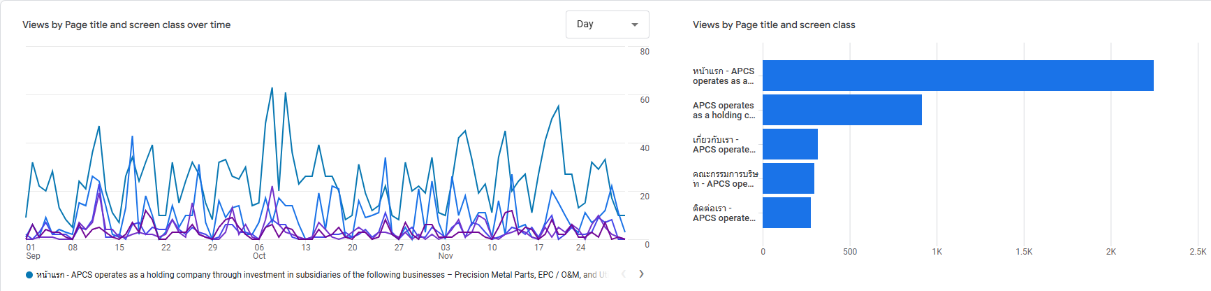 Views by Page title and screen class over time
Day
80
60
40
20
0
01
Sep
08
15
22
29
06
Oct
13
20
27
03
Nov
10
17
24
หน้าแรก - APCS operates as a holding company through investment in subsidiaries of the following businesses – Precision Metal Parts, EPC / O&M, and
Views by Page title and screen class
หน้าแรก - APCS
operates as a...
APCS operates
as a holding c...
เกี่ยวกับเรา -
APCS operate...
คณะกรรมการบริษ
ัท - APCS ope...
ติดต่อเรา -
APCS operate...
0
500
1K
1.5K
2K
2.5K